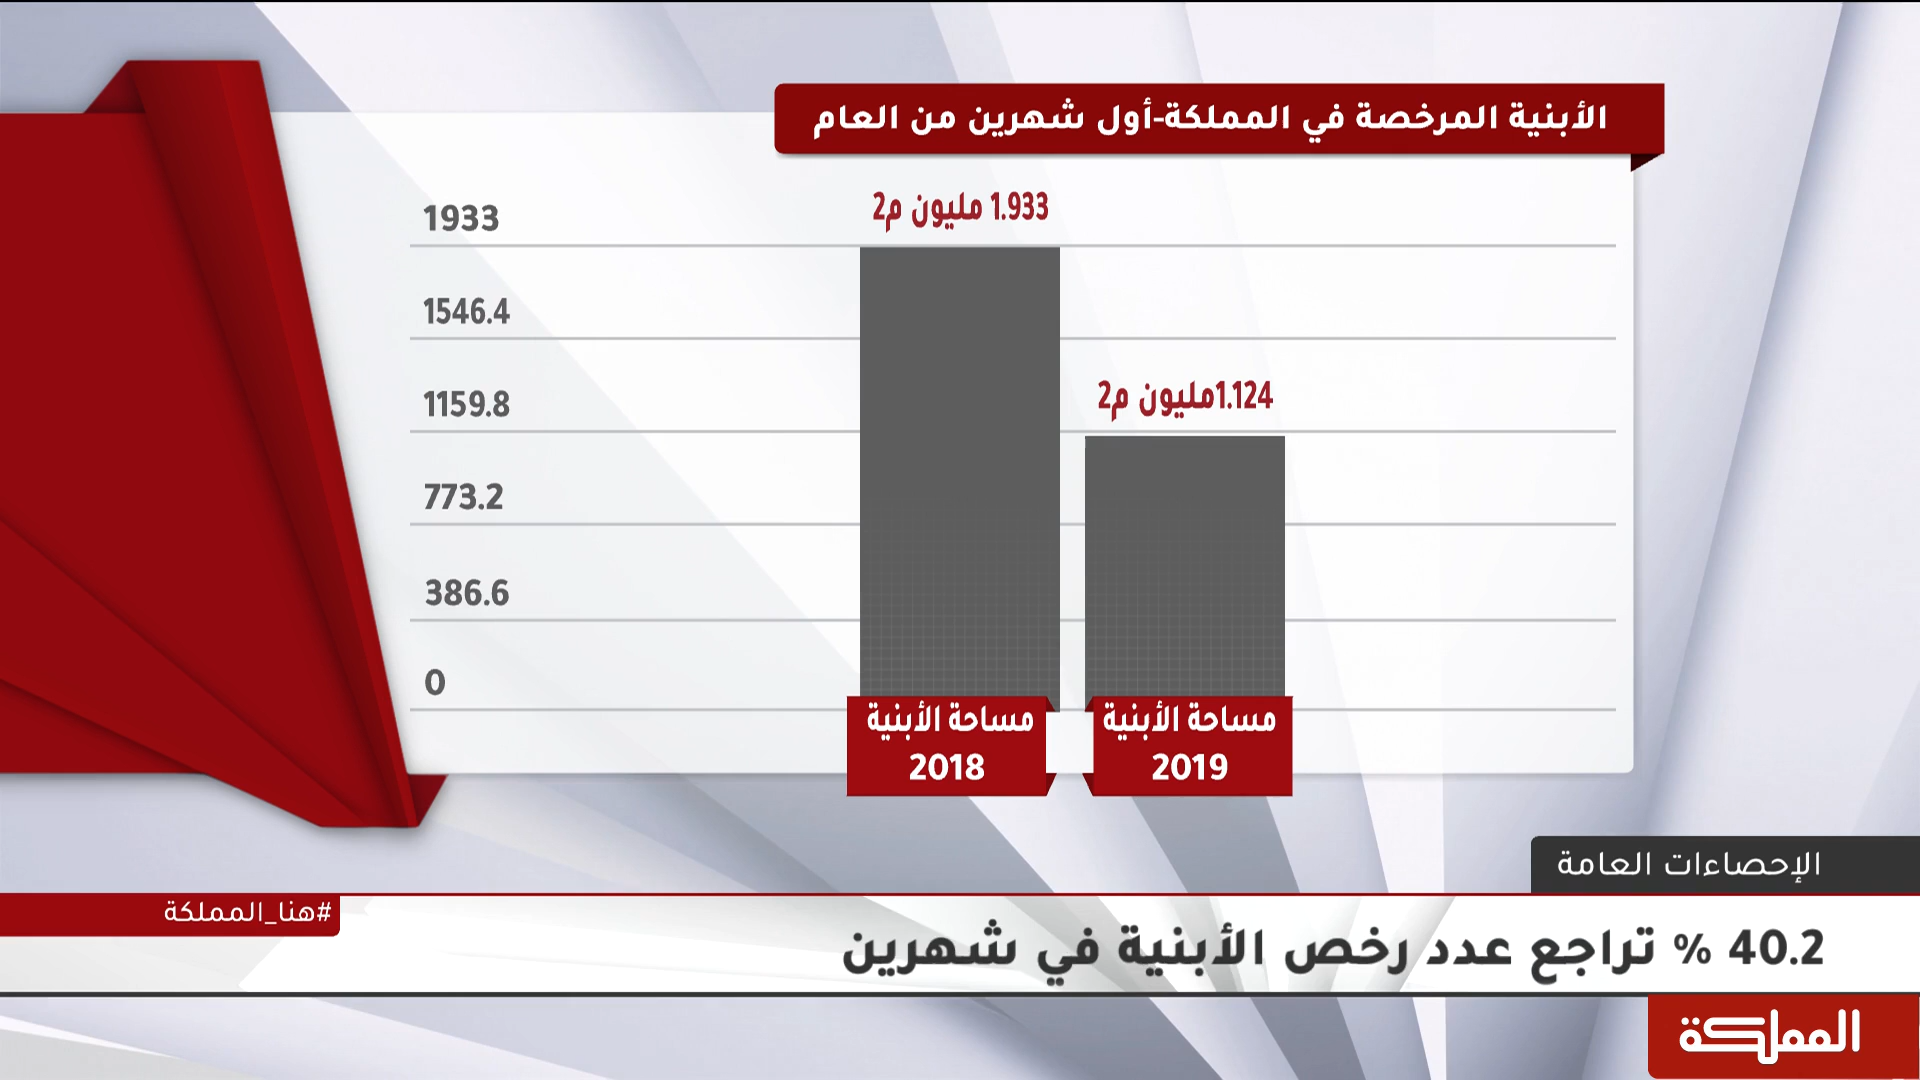 الأبنية المرخصة في المملكة-أول شهرين من العام
1933
1546.4
1159.8
773.2
386.6
0
1.933 مليون م2
1.124مليون م2
مساحة الأبنية
2018
مساحة الأبنية
2019
الإحصاءات العامة
#هنا_المملكة
40.2 % تراجع عدد رخص الأبنية في شهرين
المملكة